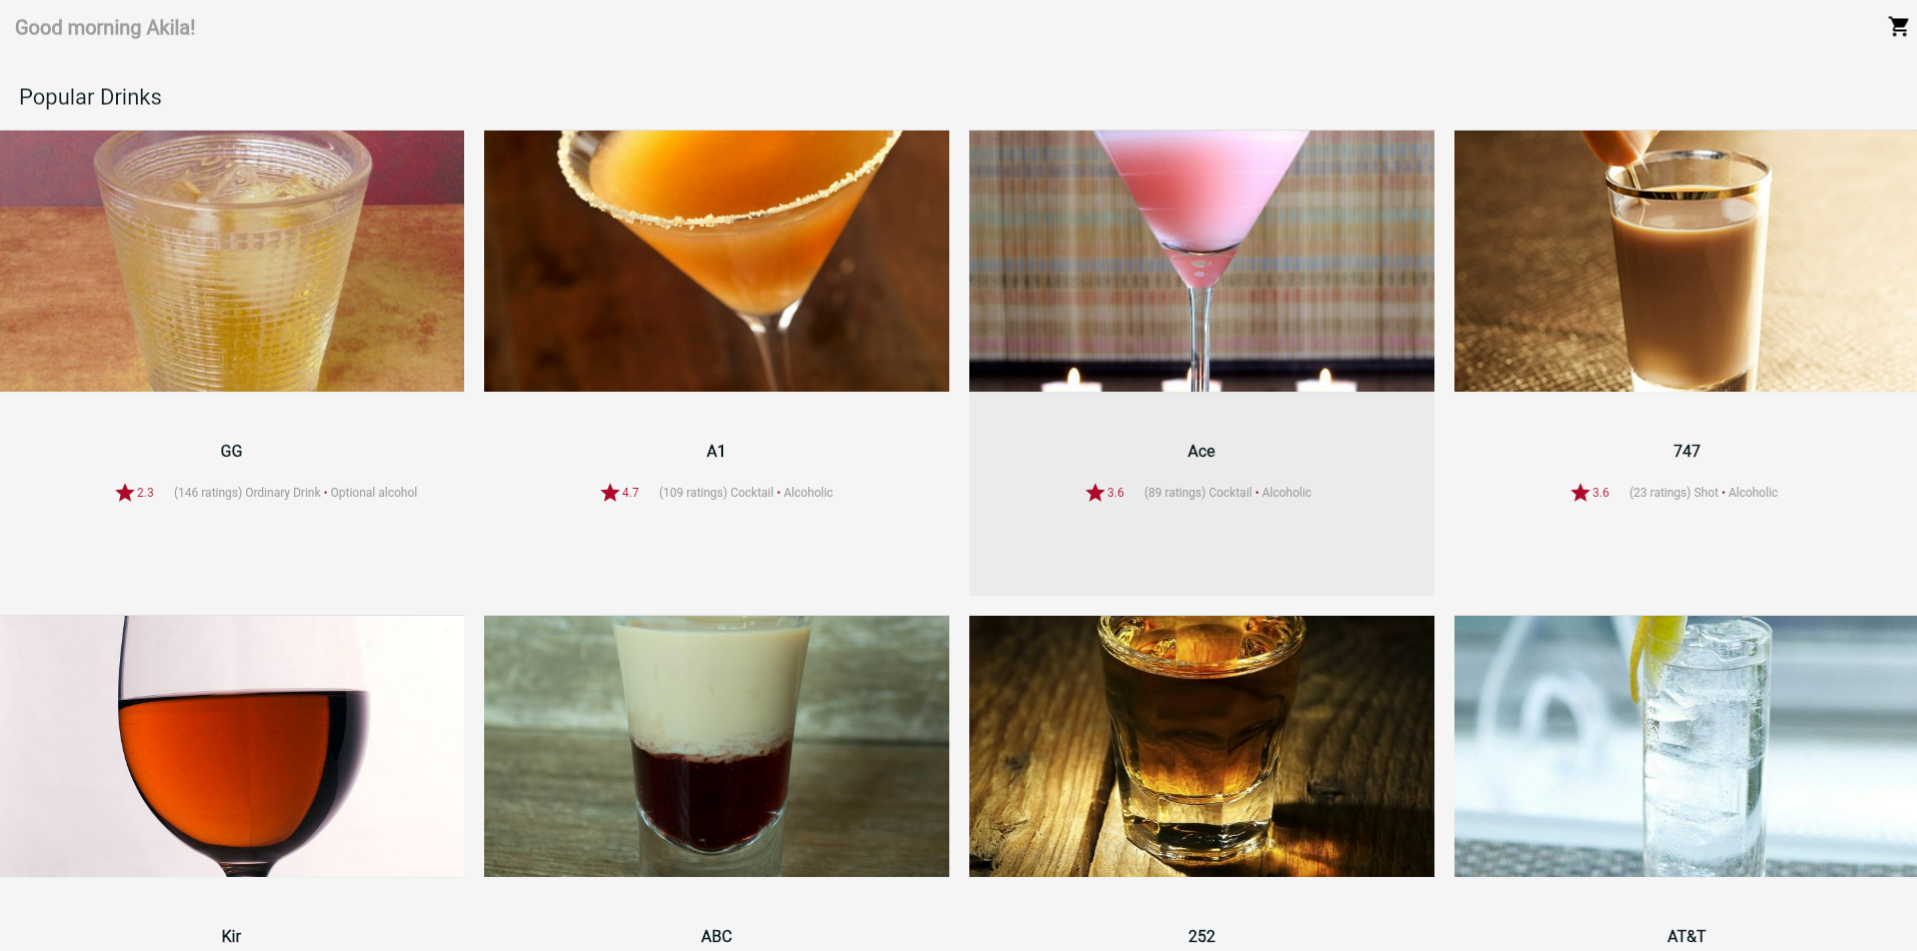 Good morning Akila!
Popular Drinks
GG
A1
Ace
747
2.3 (146 ratings) Ordinary Drink • Optional alcohol
4.7 (109 ratings) Cocktail • Alcoholic
3.6 (89 ratings) Cocktail • Alcoholic
3.6 (23 ratings) Shot • Alcoholic
Kir
ABC
252
AT&T